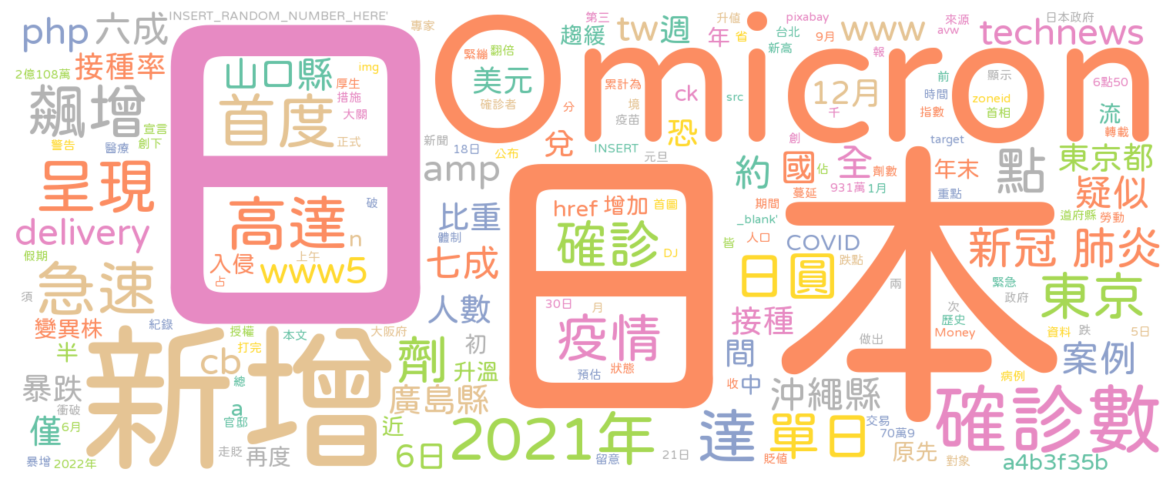 INSERT_RANDOM_NUMBER_HERE'
php
六成
2億108萬
接種率
飆增
宣言
警告
醫療
創下
呈現
delivery
假期
急速
須
變異株
紀錄
半
暴跌
衝破
僅
6月
暴增
2022年
日
山口縣
img
厚生
首度
措施
大關
正式
高達
n
破
入侵
占
上午
www5
新增
授權
打完
本文
大阪府
cb
總
a
官邸
走貶
再度
專家
Omicron
緊繃
翻倍
美元
確診者
新聞
18日
公布
amp
比重
體制
七成
人數
劑
初
升溫
廣島縣
近
6日
2021年
留意
21日
第三
趨緩
tw
週
升值
年
省
pixabay
台北
新高
9月
www
報
來源
avw
technews
日本政府
累計為
境
疫苗
分
ck
src
恐
兌
INSERT
元旦
12月
千
前
時間
指數
顯示
zoneid
首相
6點50
流
轉載
創
target
約
國
佔
全
劑數
931萬
1月
蔓延
年末
重點
點
東京都
疑似
道府縣
勞動
日
href
增加
首圖
確診
DJ
30日
月
疫情
預估
狀態
期間
_blank'
皆
人口
COVID
日圓
跌點
接種
間
收
中
本
新冠
肺炎
兩
緊急
政府
東京
次
歷史
Money
資料
跌
5日
做出
案例
病例
沖繩縣
達
單日
交易
70萬9
貶值
原先
對象
確診數
a4b3f35b